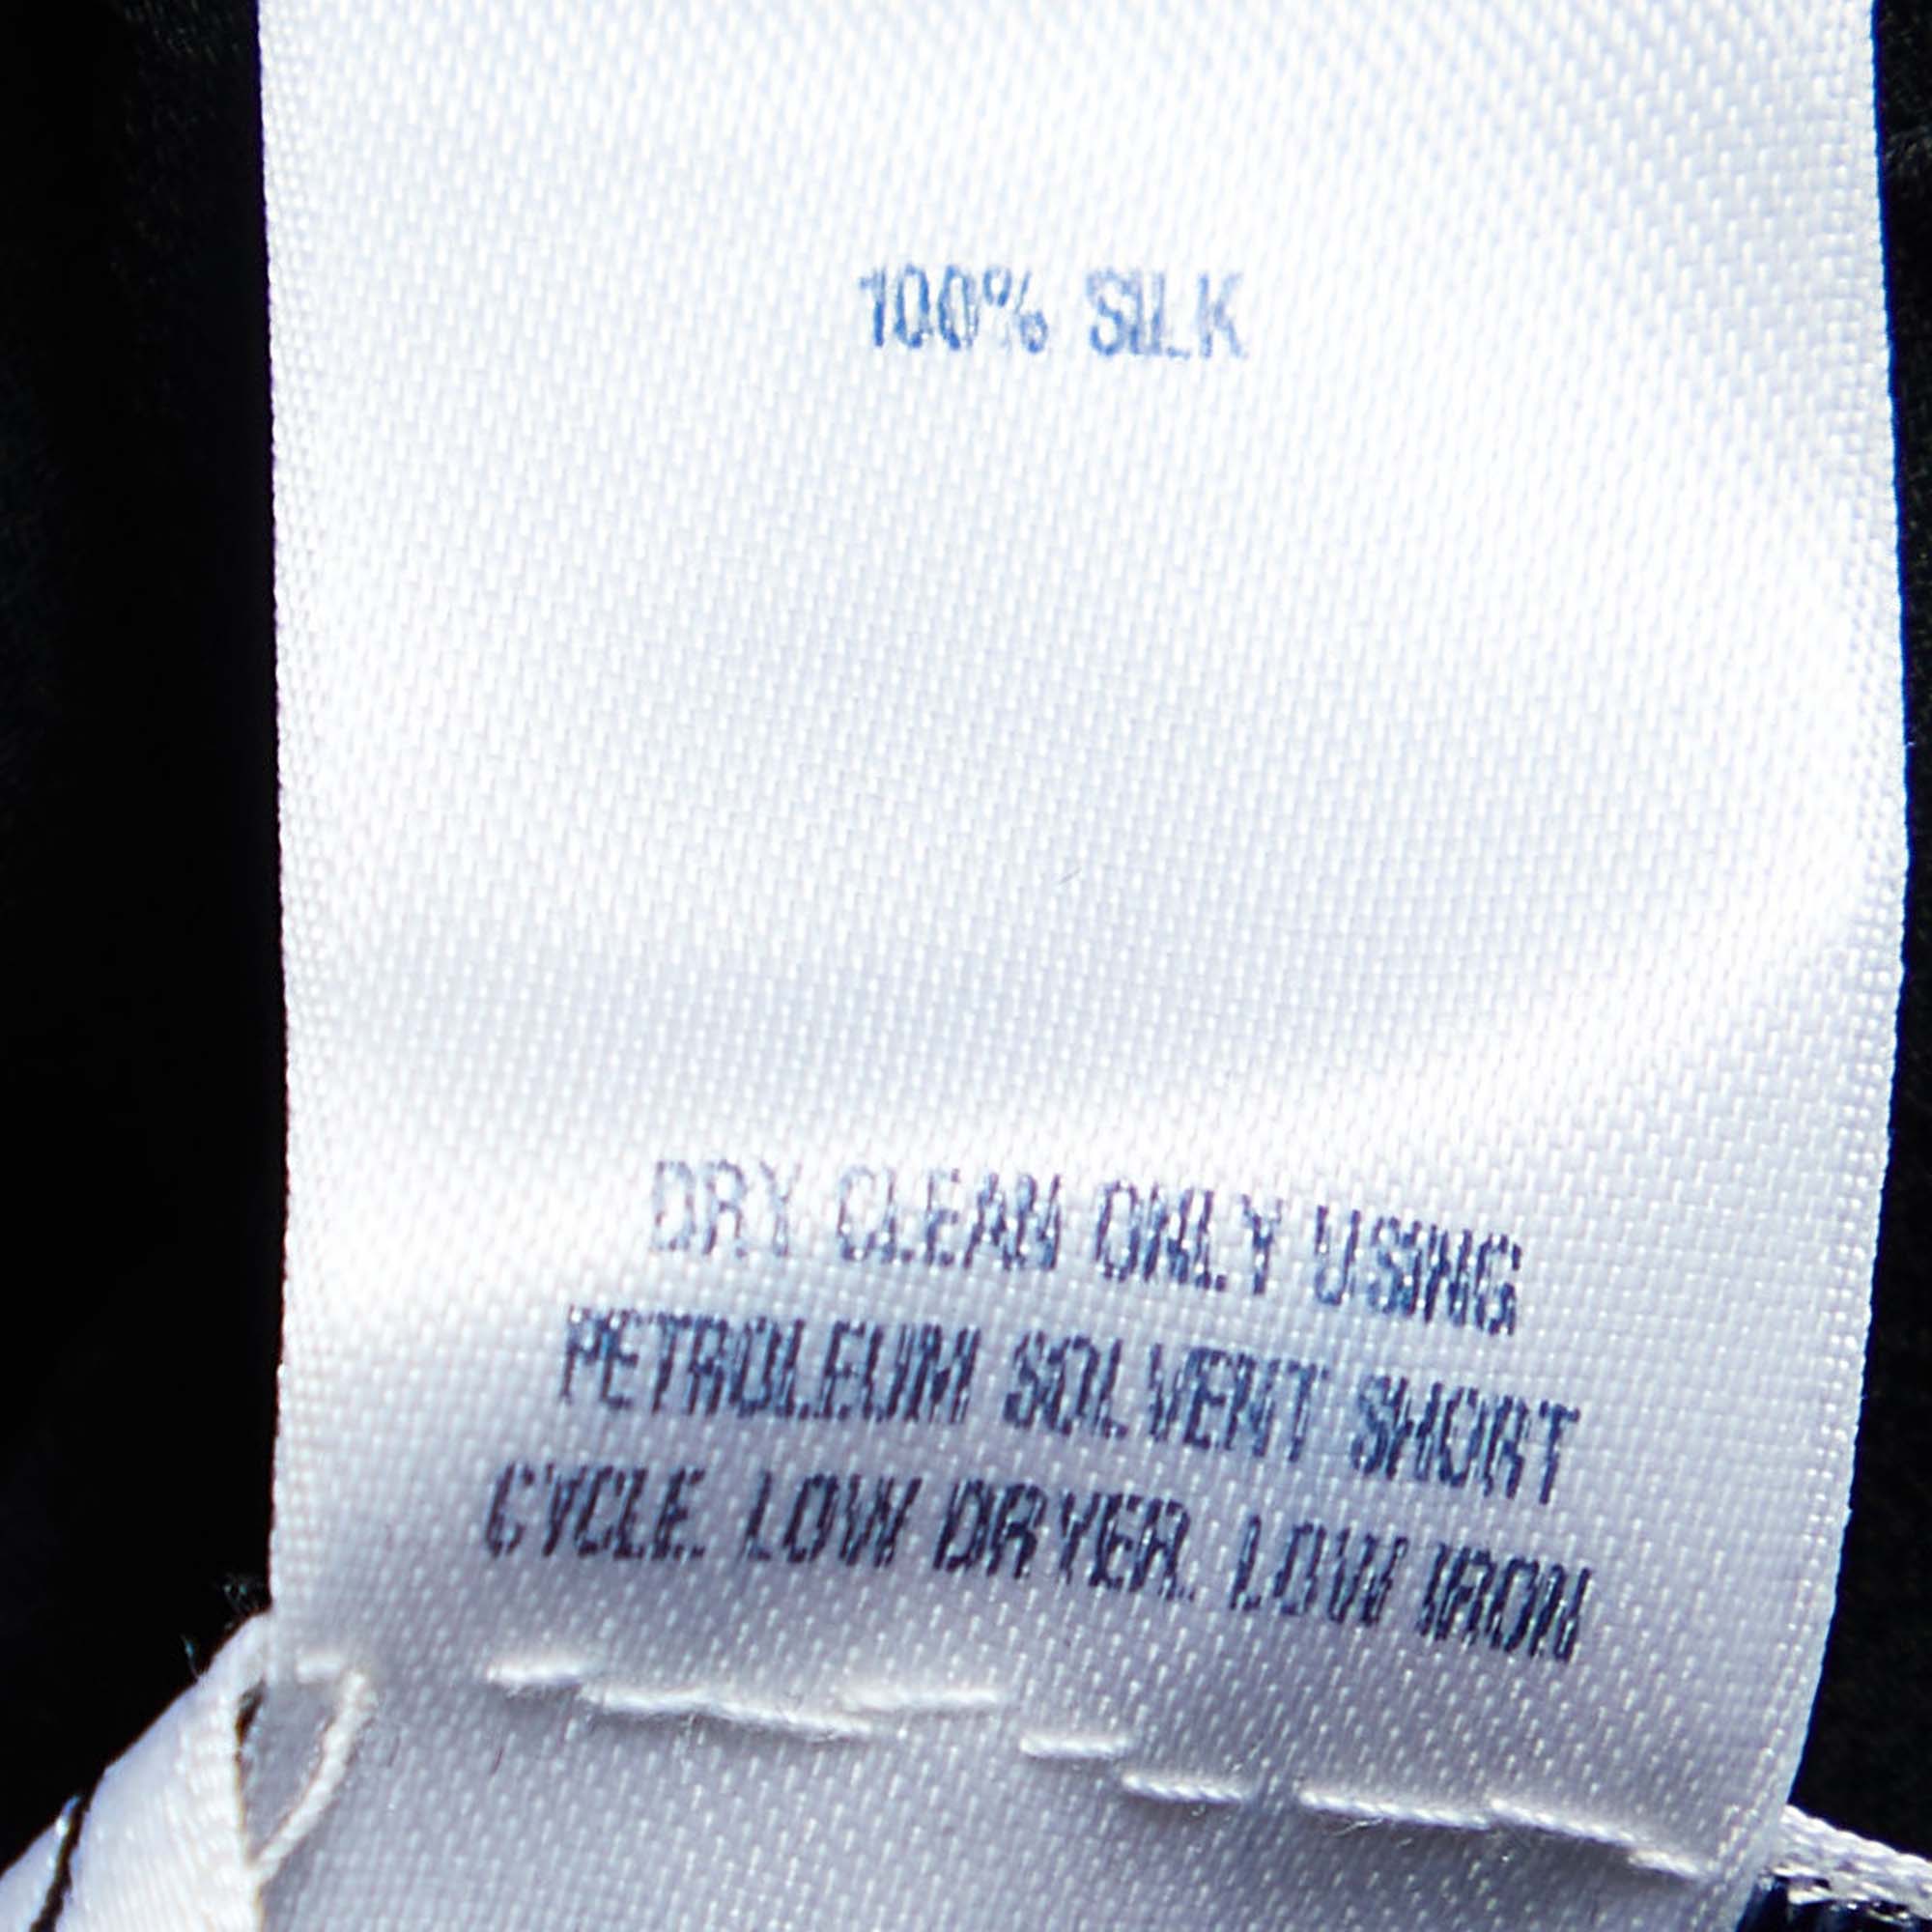 100% SILK
DRY CLEAN ONLY USING
PETROLEUM SOLVENT SHORT
CYCLE. LOW DRYER. LOW IRON